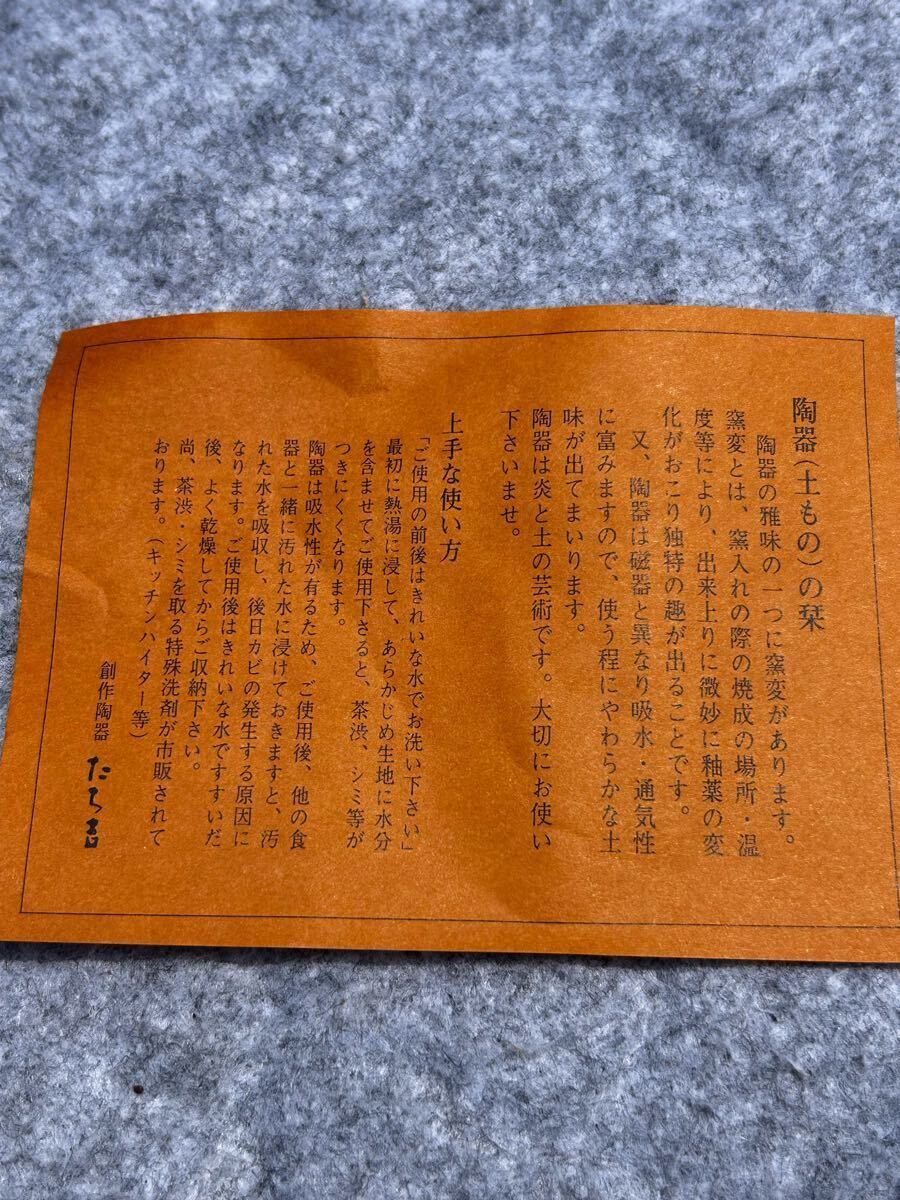 陶器（土もの）の栞
陶器の雅味の一つに窯変があります。
窯変とは、窯入れの際の焼成の場所・温
度等により、出来上りに微妙に釉薬の変
化がおこり独特の趣が出ることです。
又、陶器は磁器と異なり吸水・通気性
に富みますので、使う程にやわらかな土
味が出てまいります。
陶器は炎と土の芸術です。大切にお使い
下さいませ。
上手な使い方
「ご使用の前後はきれいな水でお洗い下さい」
最初に熱湯に浸して、あらかじめ生地に水分
を含ませてご使用下さると、茶渋、シミ等が
つきにくくなります。
陶器は吸水性が有るため、ご使用後、他の食
器と一緒に汚れた水に浸けておきますと、汚
れた水を吸収し、後日カビの発生する原因に
なります。ご使用後はきれいな水ですすいだ
後、よく乾燥してからご収納下さい。
尚、茶渋・シミを取る特殊洗剤が市販されて
おります。（キッチンハイター等）
創作陶器 たち吉